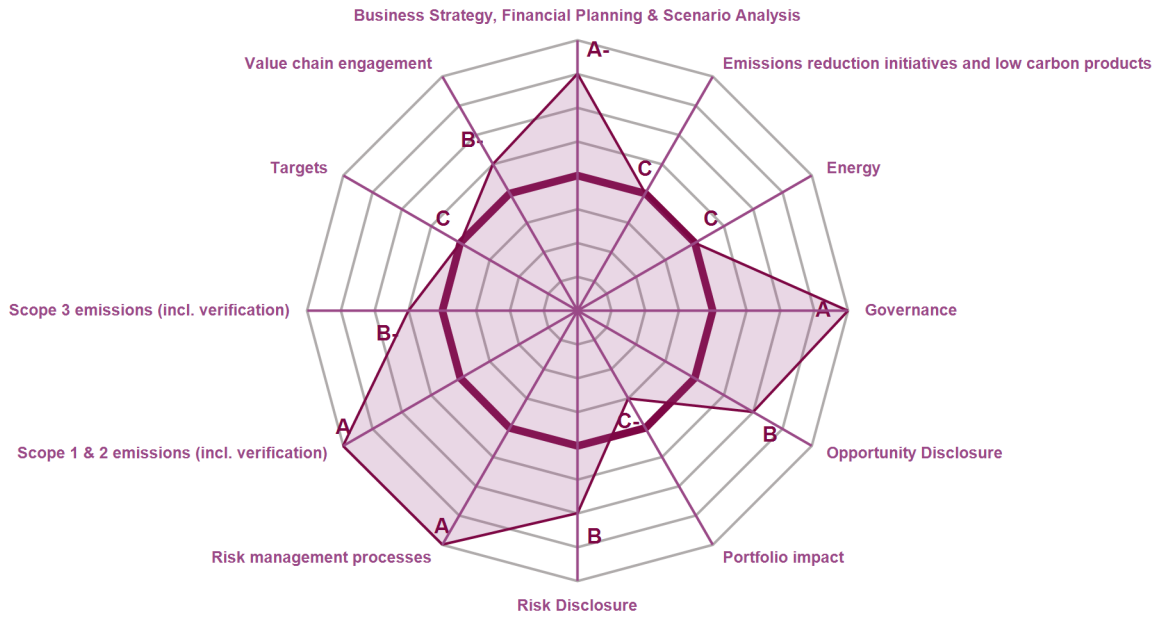 Business Strategy, Financial Planning & Scenario Analysis
A-
Value chain engagement
Emissions reduction initiatives and low carbon products
B-
C
Targets
Energy
C
C
Scope 3 emissions (incl. verification)
A
Governance
B-
A
B
Scope 1 & 2 emissions (incl. verification)
C-
Opportunity Disclosure
A
B
Risk management processes
Portfolio impact
Risk Disclosure